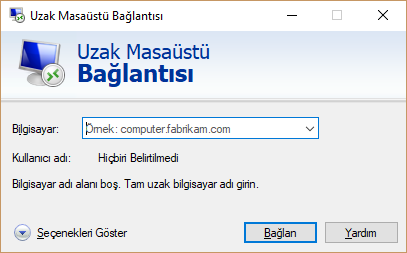 Uzak Masaüstü Bağlantısı
Uzak Masaüstü
Bağlantısı
Bilgisayar: Örnek: computer.fabrikam.com
Kullanıcı adı: Hiçbiri Belirtilmedi
Bilgisayar adı alanı boş. Tam uzak bilgisayar adı girin.
Seçenekleri Göster Bağlan Yardım